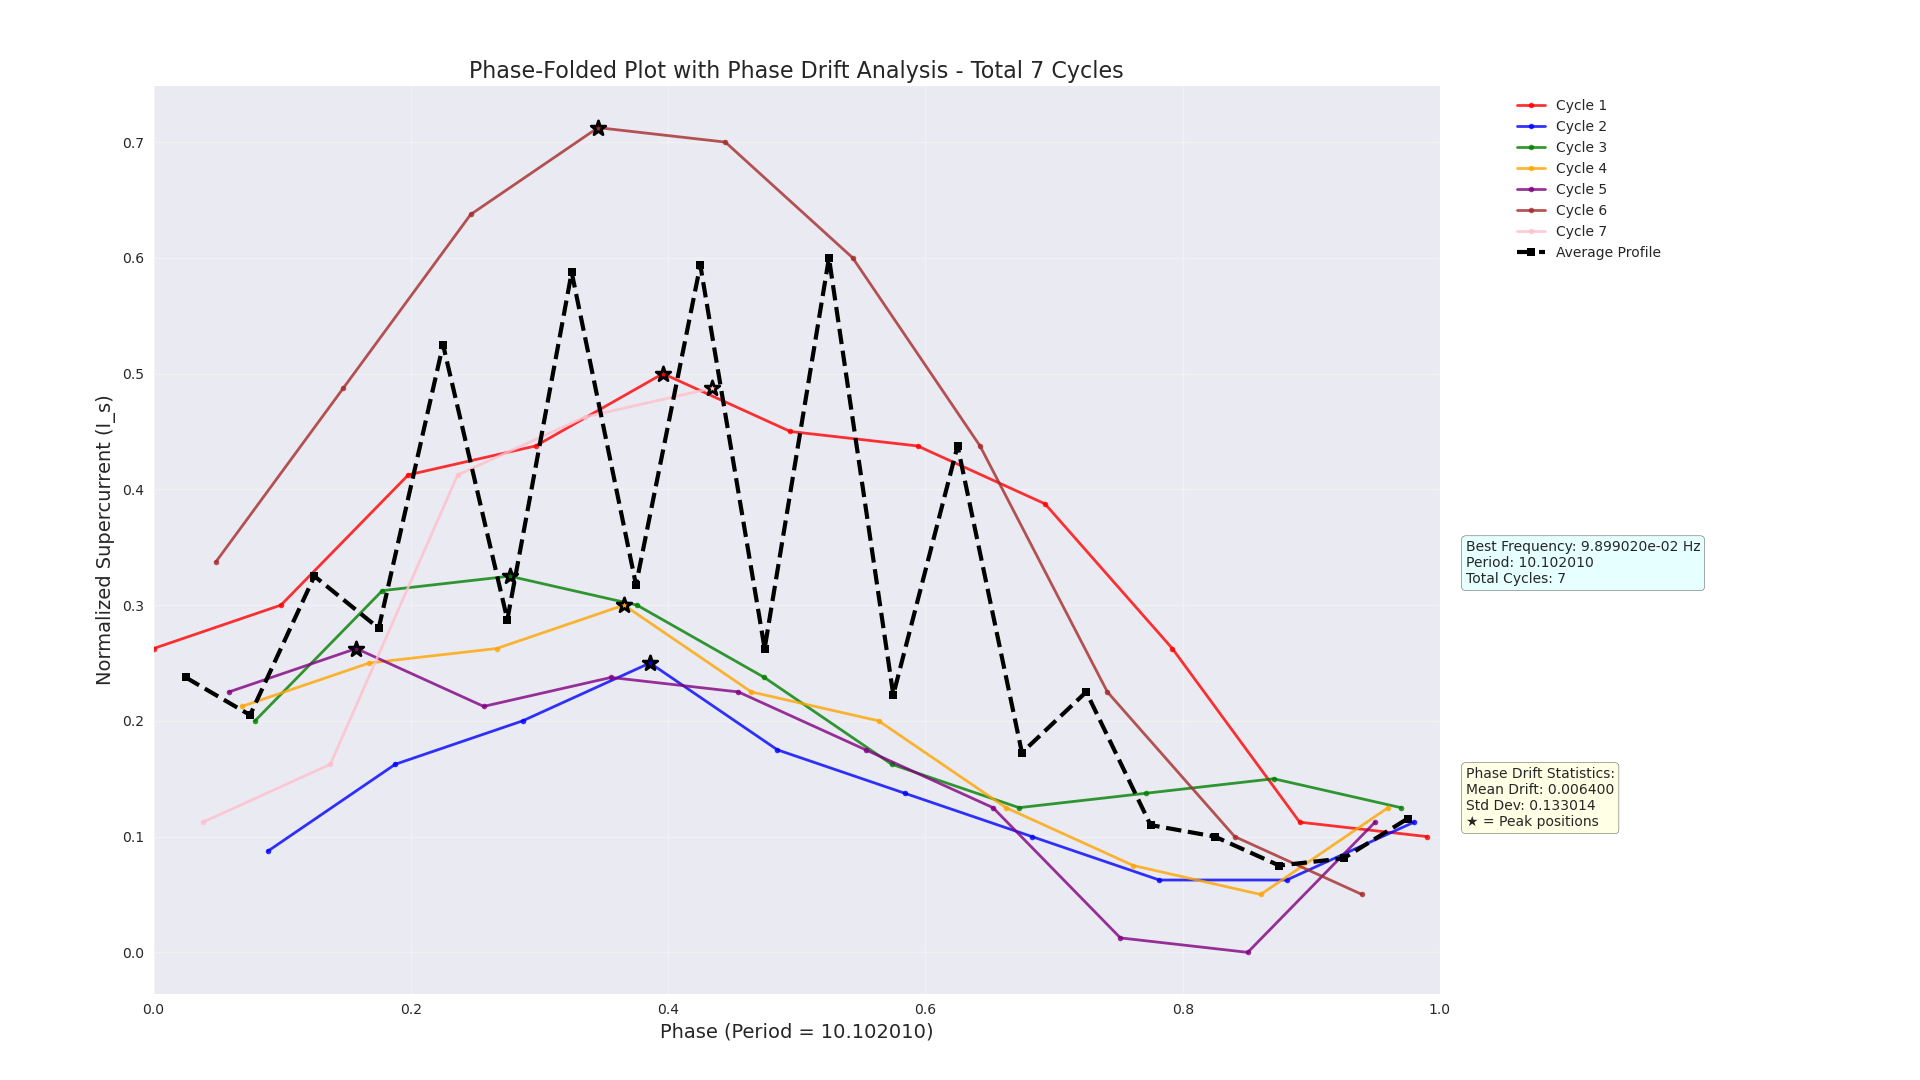 Phase-Folded Plot with Phase Drift Analysis - Total 7 Cycles
Normalized Supercurrent (I_s)
0.7
0.6
0.5
0.4
0.3
0.2
0.1
0.0
0.0
0.2
0.4
0.6
0.8
1.0
Phase (Period = 10.102010)
Cycle 1
Cycle 2
Cycle 3
Cycle 4
Cycle 5
Cycle 6
Cycle 7
Average Profile
Best Frequency: 9.899020e-02 Hz
Period: 10.102010
Total Cycles: 7
Phase Drift Statistics:
Mean Drift: 0.006400
Std Dev: 0.133014
★ = Peak positions